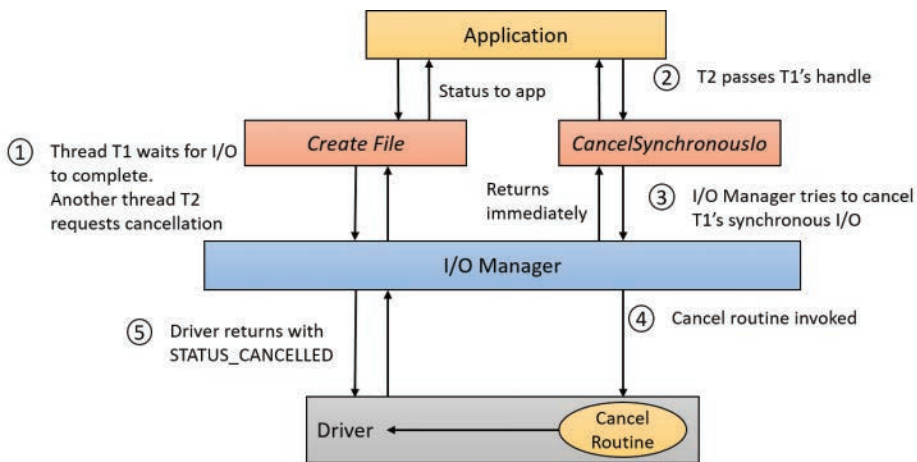 Application
② T2 passes T1's handle
Status to app
Create File
CancelSynchronousIo
① Thread T1 waits for I/O
to complete.
Another thread T2
requests cancellation
Returns
immediately
③ I/O Manager tries to cancel
T1's synchronous I/O
I/O Manager
⑤ Driver returns with
STATUS_CANCELLED
④ Cancel routine invoked
Driver
Cancel
Routine